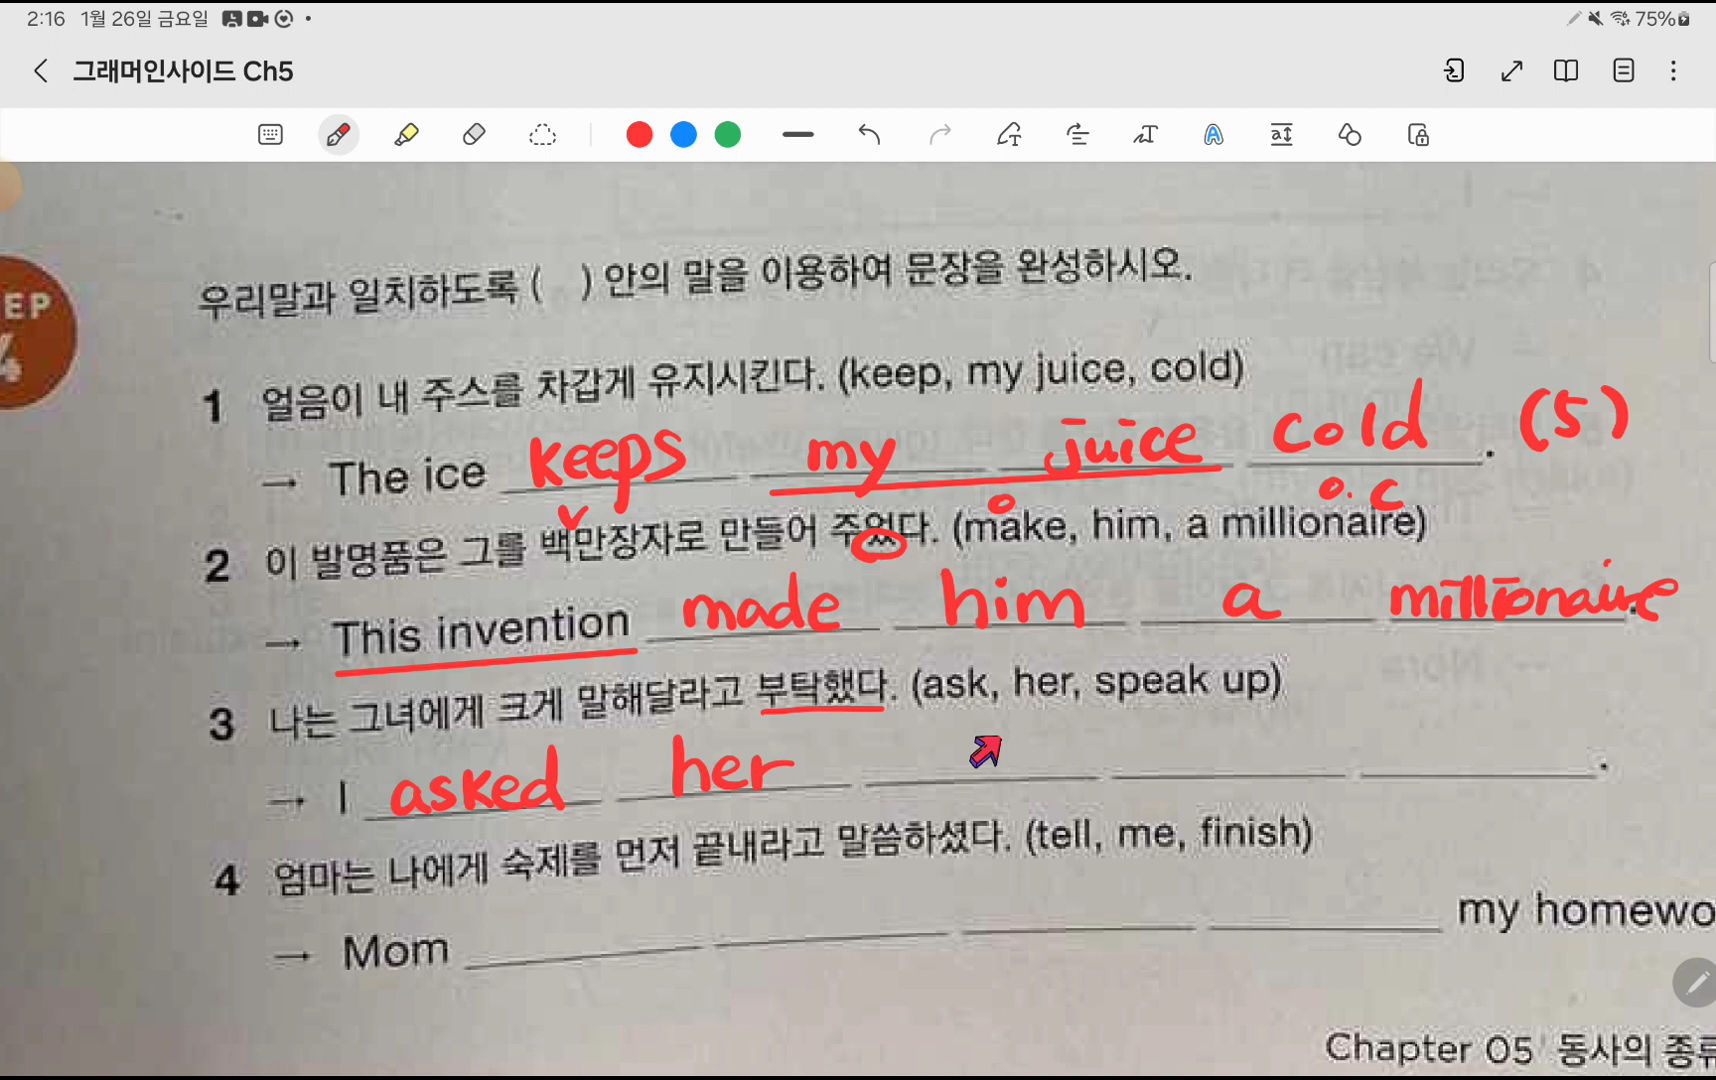 2:16 1월 26일 금요일 75%
그래머인사이드 Ch5
EP
4
우리말과 일치하도록 ( ) 안의 말을 이용하여 문장을 완성하시오.
1 얼음이 내 주스를 차갑게 유지시킨다. (keep, my juice, cold)
→ The ice keeps my juice cold. (5)
v o o.c
2 이 발명품은 그를 백만장자로 만들어 주었다. (make, him, a millionaire)
→ This invention made him a millionaire.
3 나는 그녀에게 크게 말해달라고 부탁했다. (ask, her, speak up)
→ I asked her .
4 엄마는 나에게 숙제를 먼저 끝내라고 말씀하셨다. (tell, me, finish)
→ Mom my homewo
Chapter 05 동사의 종류